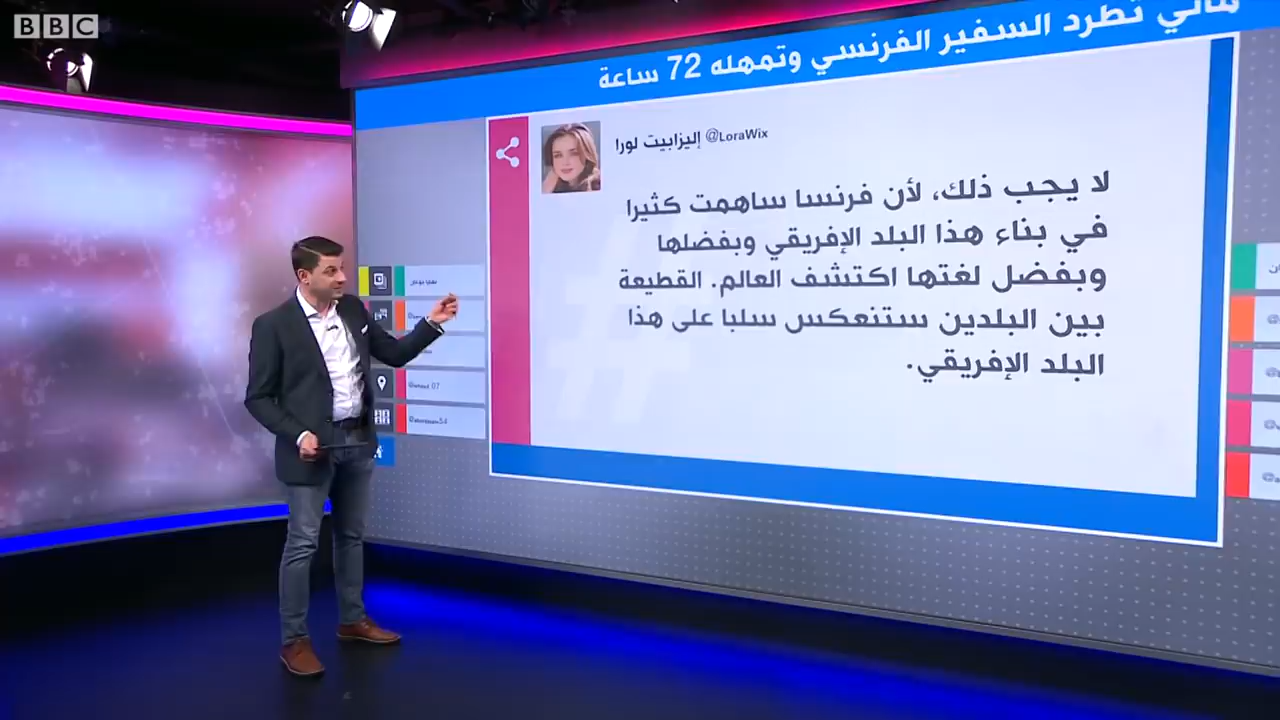 BBC
مالي تطرد السفير الفرنسي وتمهله 72 ساعة
إليزابيت لورا @LoraWix
لا يجب ذلك، لأن فرنسا ساهمت كثيرا
في بناء هذا البلد الإفريقي وبفضلها
وبفضل لغتها اكتشف العالم. القطيعة
بين البلدين ستنعكس سلبا على هذا
البلد الإفريقي.